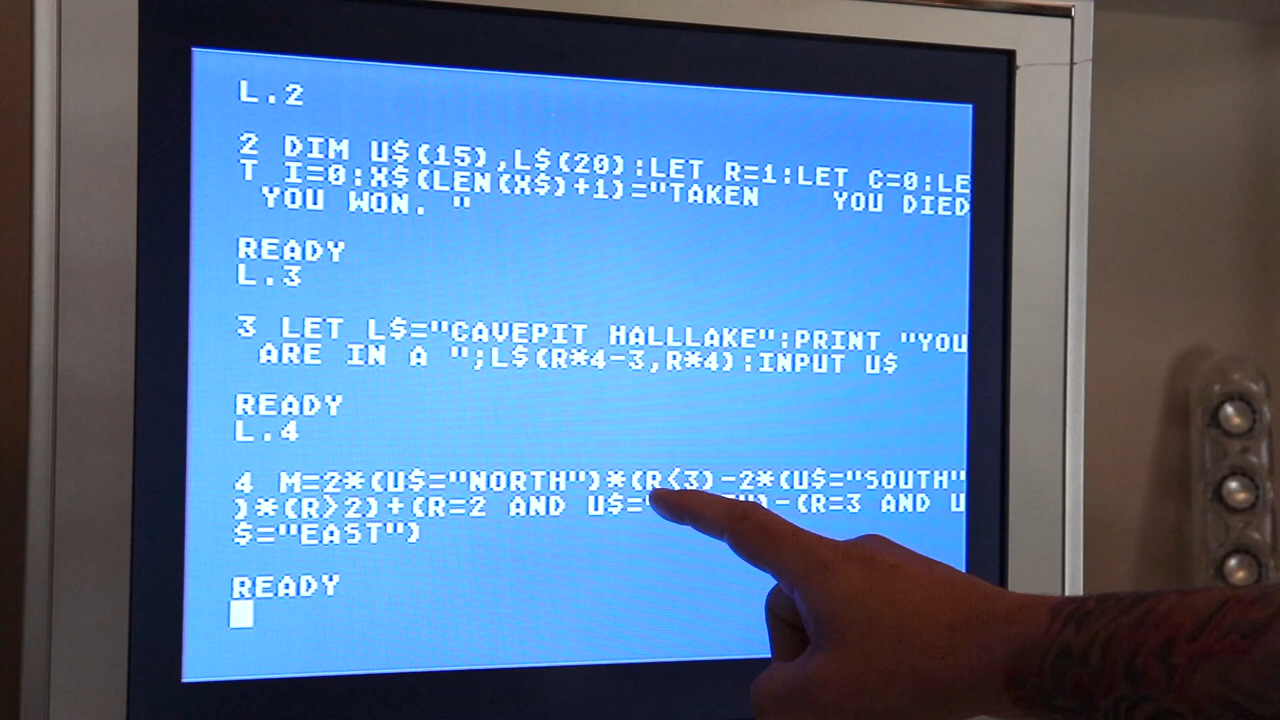 L.2
2 DIM U$(15),L$(20):LET R=1:LET C=0:LE
T I=0:X$(LEN(X$)+1)="TAKEN    YOU DIED
 YOU WON. "
READY
L.3
3 LET L$="CAVEPIT HALLLAKE":PRINT "YOU
 ARE IN A ";L$(R*4-3,R*4):INPUT U$
READY
L.4
4 M=2*(U$="NORTH")*(R<3)-2*(U$="SOUTH"
)*(R>2)+(R=2 AND U$=" ")-(R=3 AND U
$="EAST")
READY